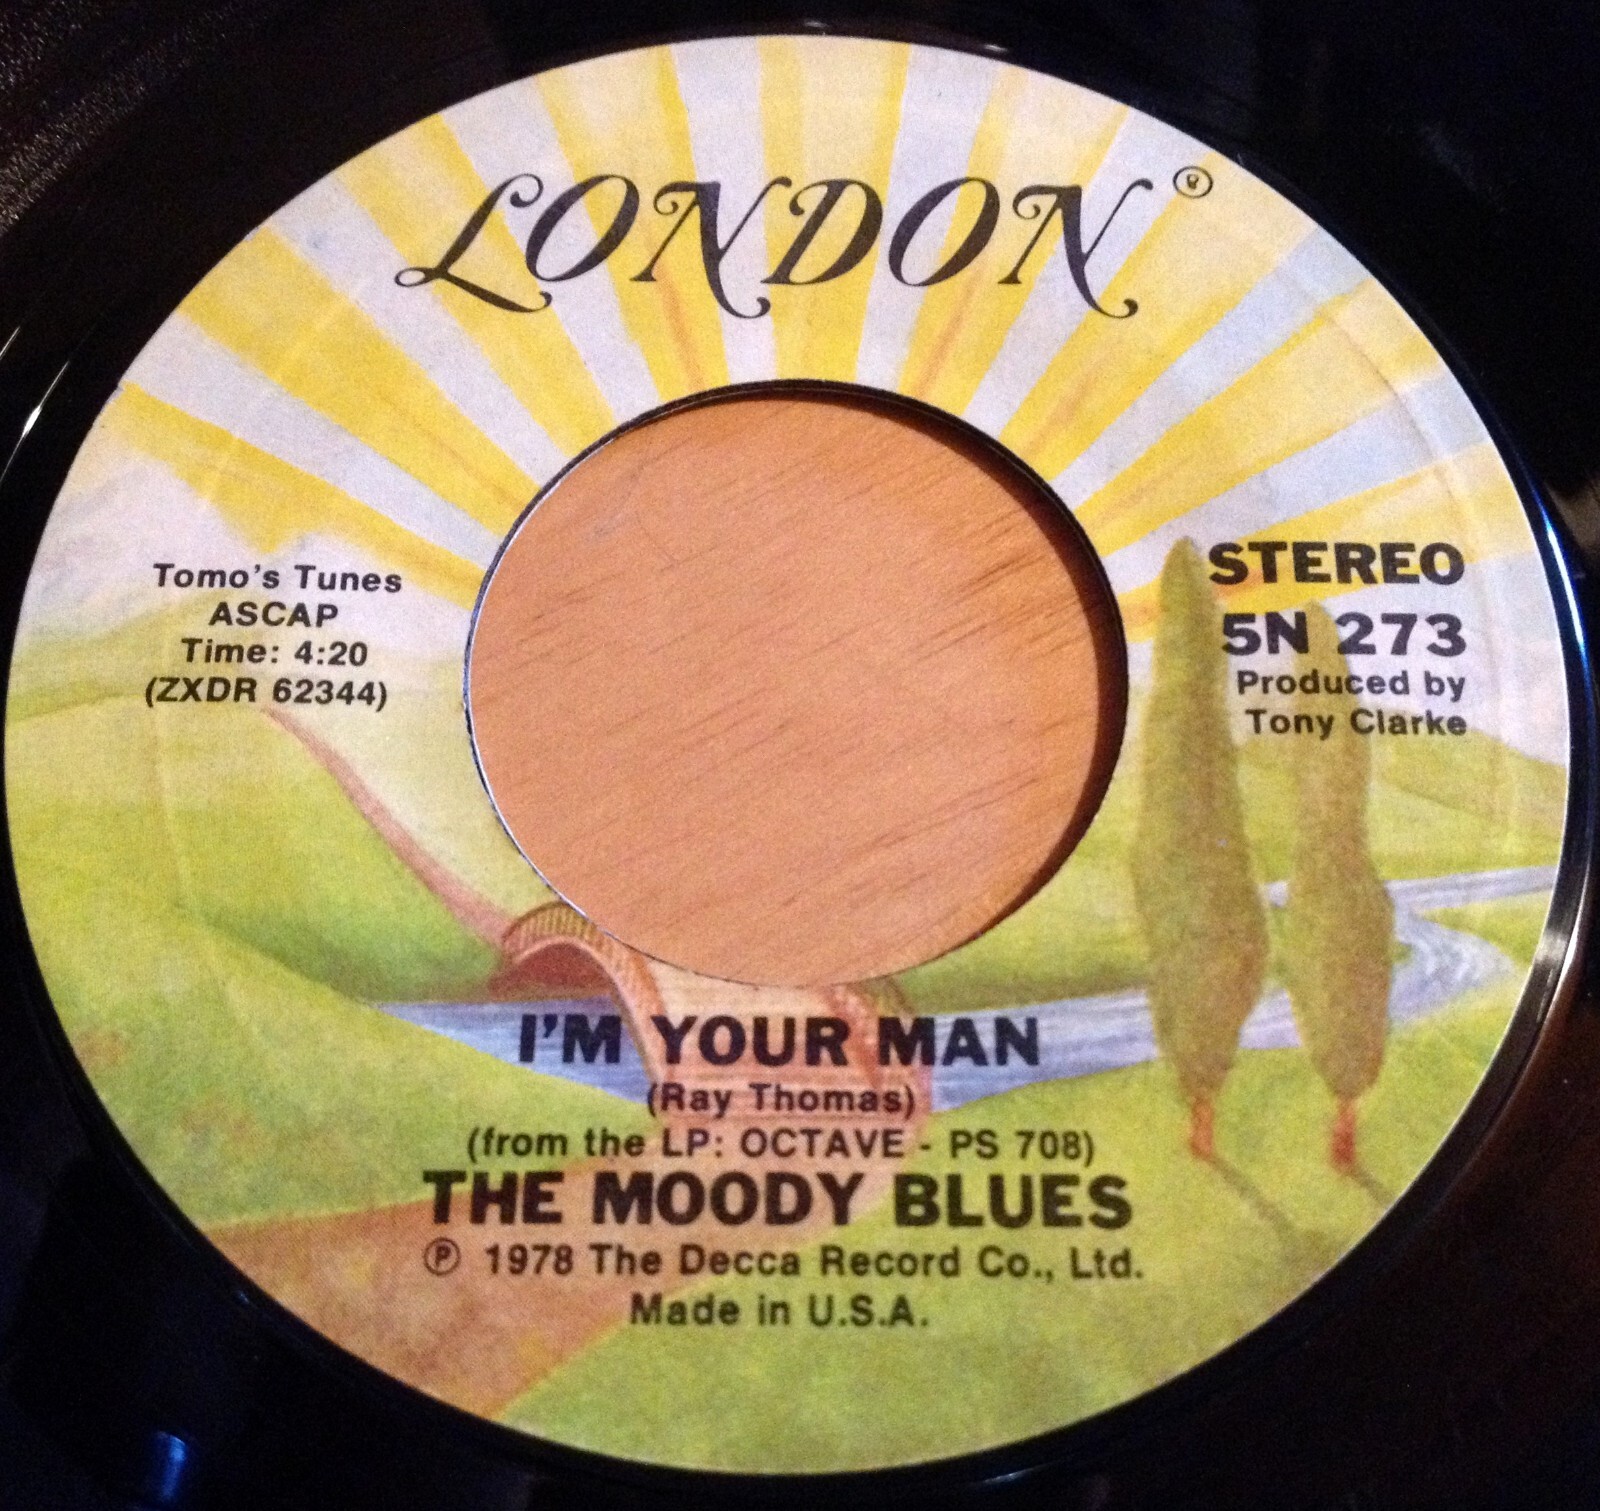 LONDON®
Tomo's Tunes
ASCAP
Time: 4:20
(ZXDR 62344)
STEREO
5N 273
Produced by
Tony Clarke
I'M YOUR MAN
(Ray Thomas)
(from the LP: OCTAVE - PS 708)
THE MOODY BLUES
℗ 1978 The Decca Record Co., Ltd.
Made in U.S.A.